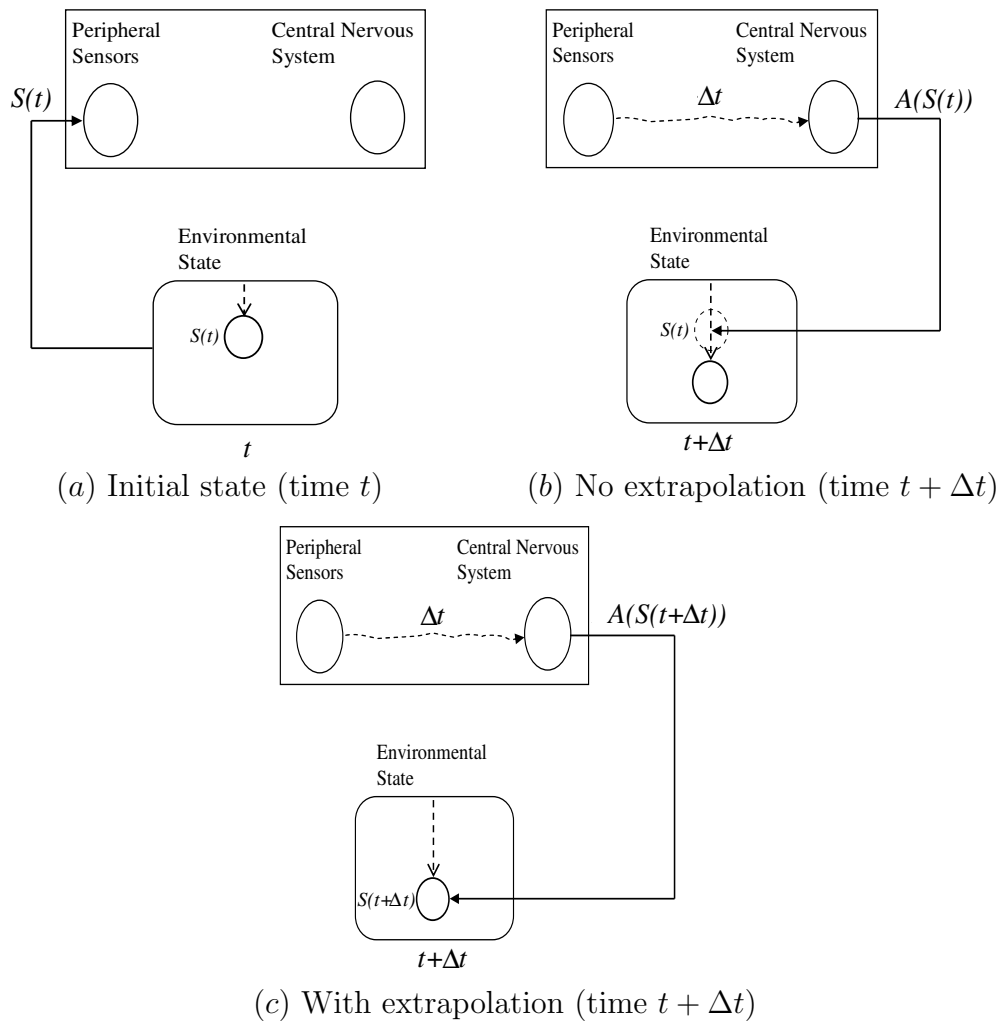 Peripheral
Sensors
Central Nervous
System
S(t)
Environmental
State
S(t)
t
(a) Initial state (time t)
Peripheral
Sensors
Central Nervous
System
Δt
A(S(t))
Environmental
State
S(t)
t+Δt
(b) No extrapolation (time t + Δt)
Peripheral
Sensors
Central Nervous
System
Δt
A(S(t+Δt))
Environmental
State
S(t+Δt)
t+Δt
(c) With extrapolation (time t + Δt)